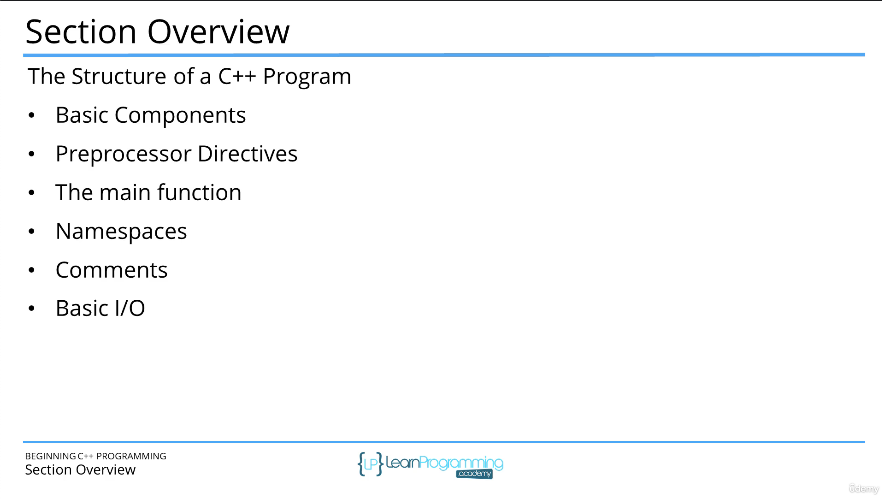 Section Overview
The Structure of a C++ Program
• Basic Components
• Preprocessor Directives
• The main function
• Namespaces
• Comments
• Basic I/O
BEGINNING C++ PROGRAMMING
Section Overview
{LP} LearnProgramming
academy
ûdemy